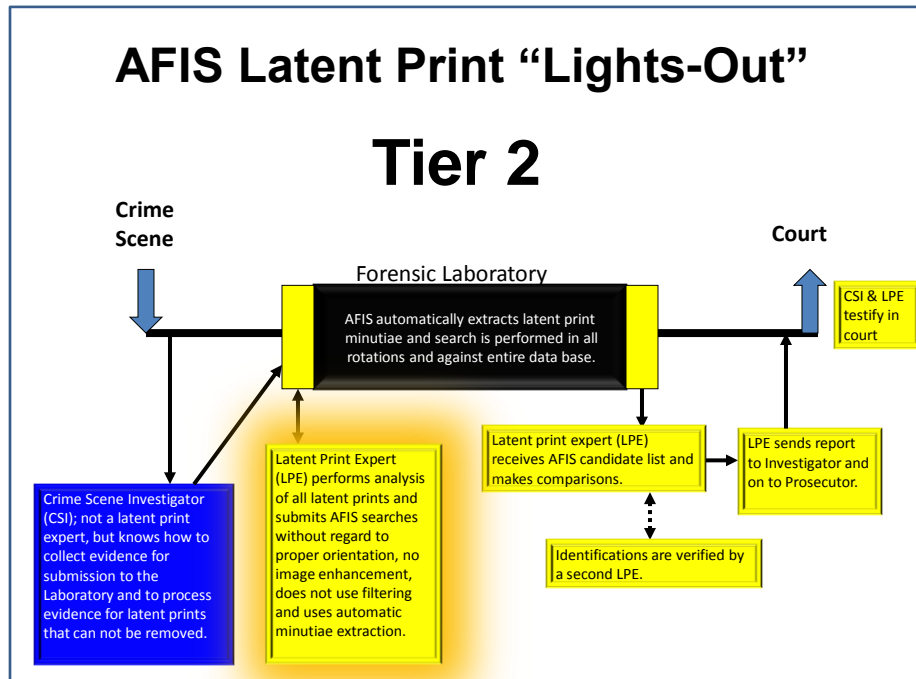 AFIS Latent Print “Lights-Out”
Tier 2
Crime
Scene
Court
Forensic Laboratory
AFIS automatically extracts latent print
minutiae and search is performed in all
rotations and against entire data base.
CSI & LPE
testify in
court
Crime Scene Investigator
(CSI); not a latent print
expert, but knows how to
collect evidence for
submission to the
Laboratory and to process
evidence for latent prints
that can not be removed.
Latent Print Expert
(LPE) performs analysis
of all latent prints and
submits AFIS searches
without regard to
proper orientation, no
image enhancement,
does not use filtering
and uses automatic
minutiae extraction.
Latent print expert (LPE)
receives AFIS candidate list and
makes comparisons.
LPE sends report
to Investigator and
on to Prosecutor.
Identifications are verified by
a second LPE.